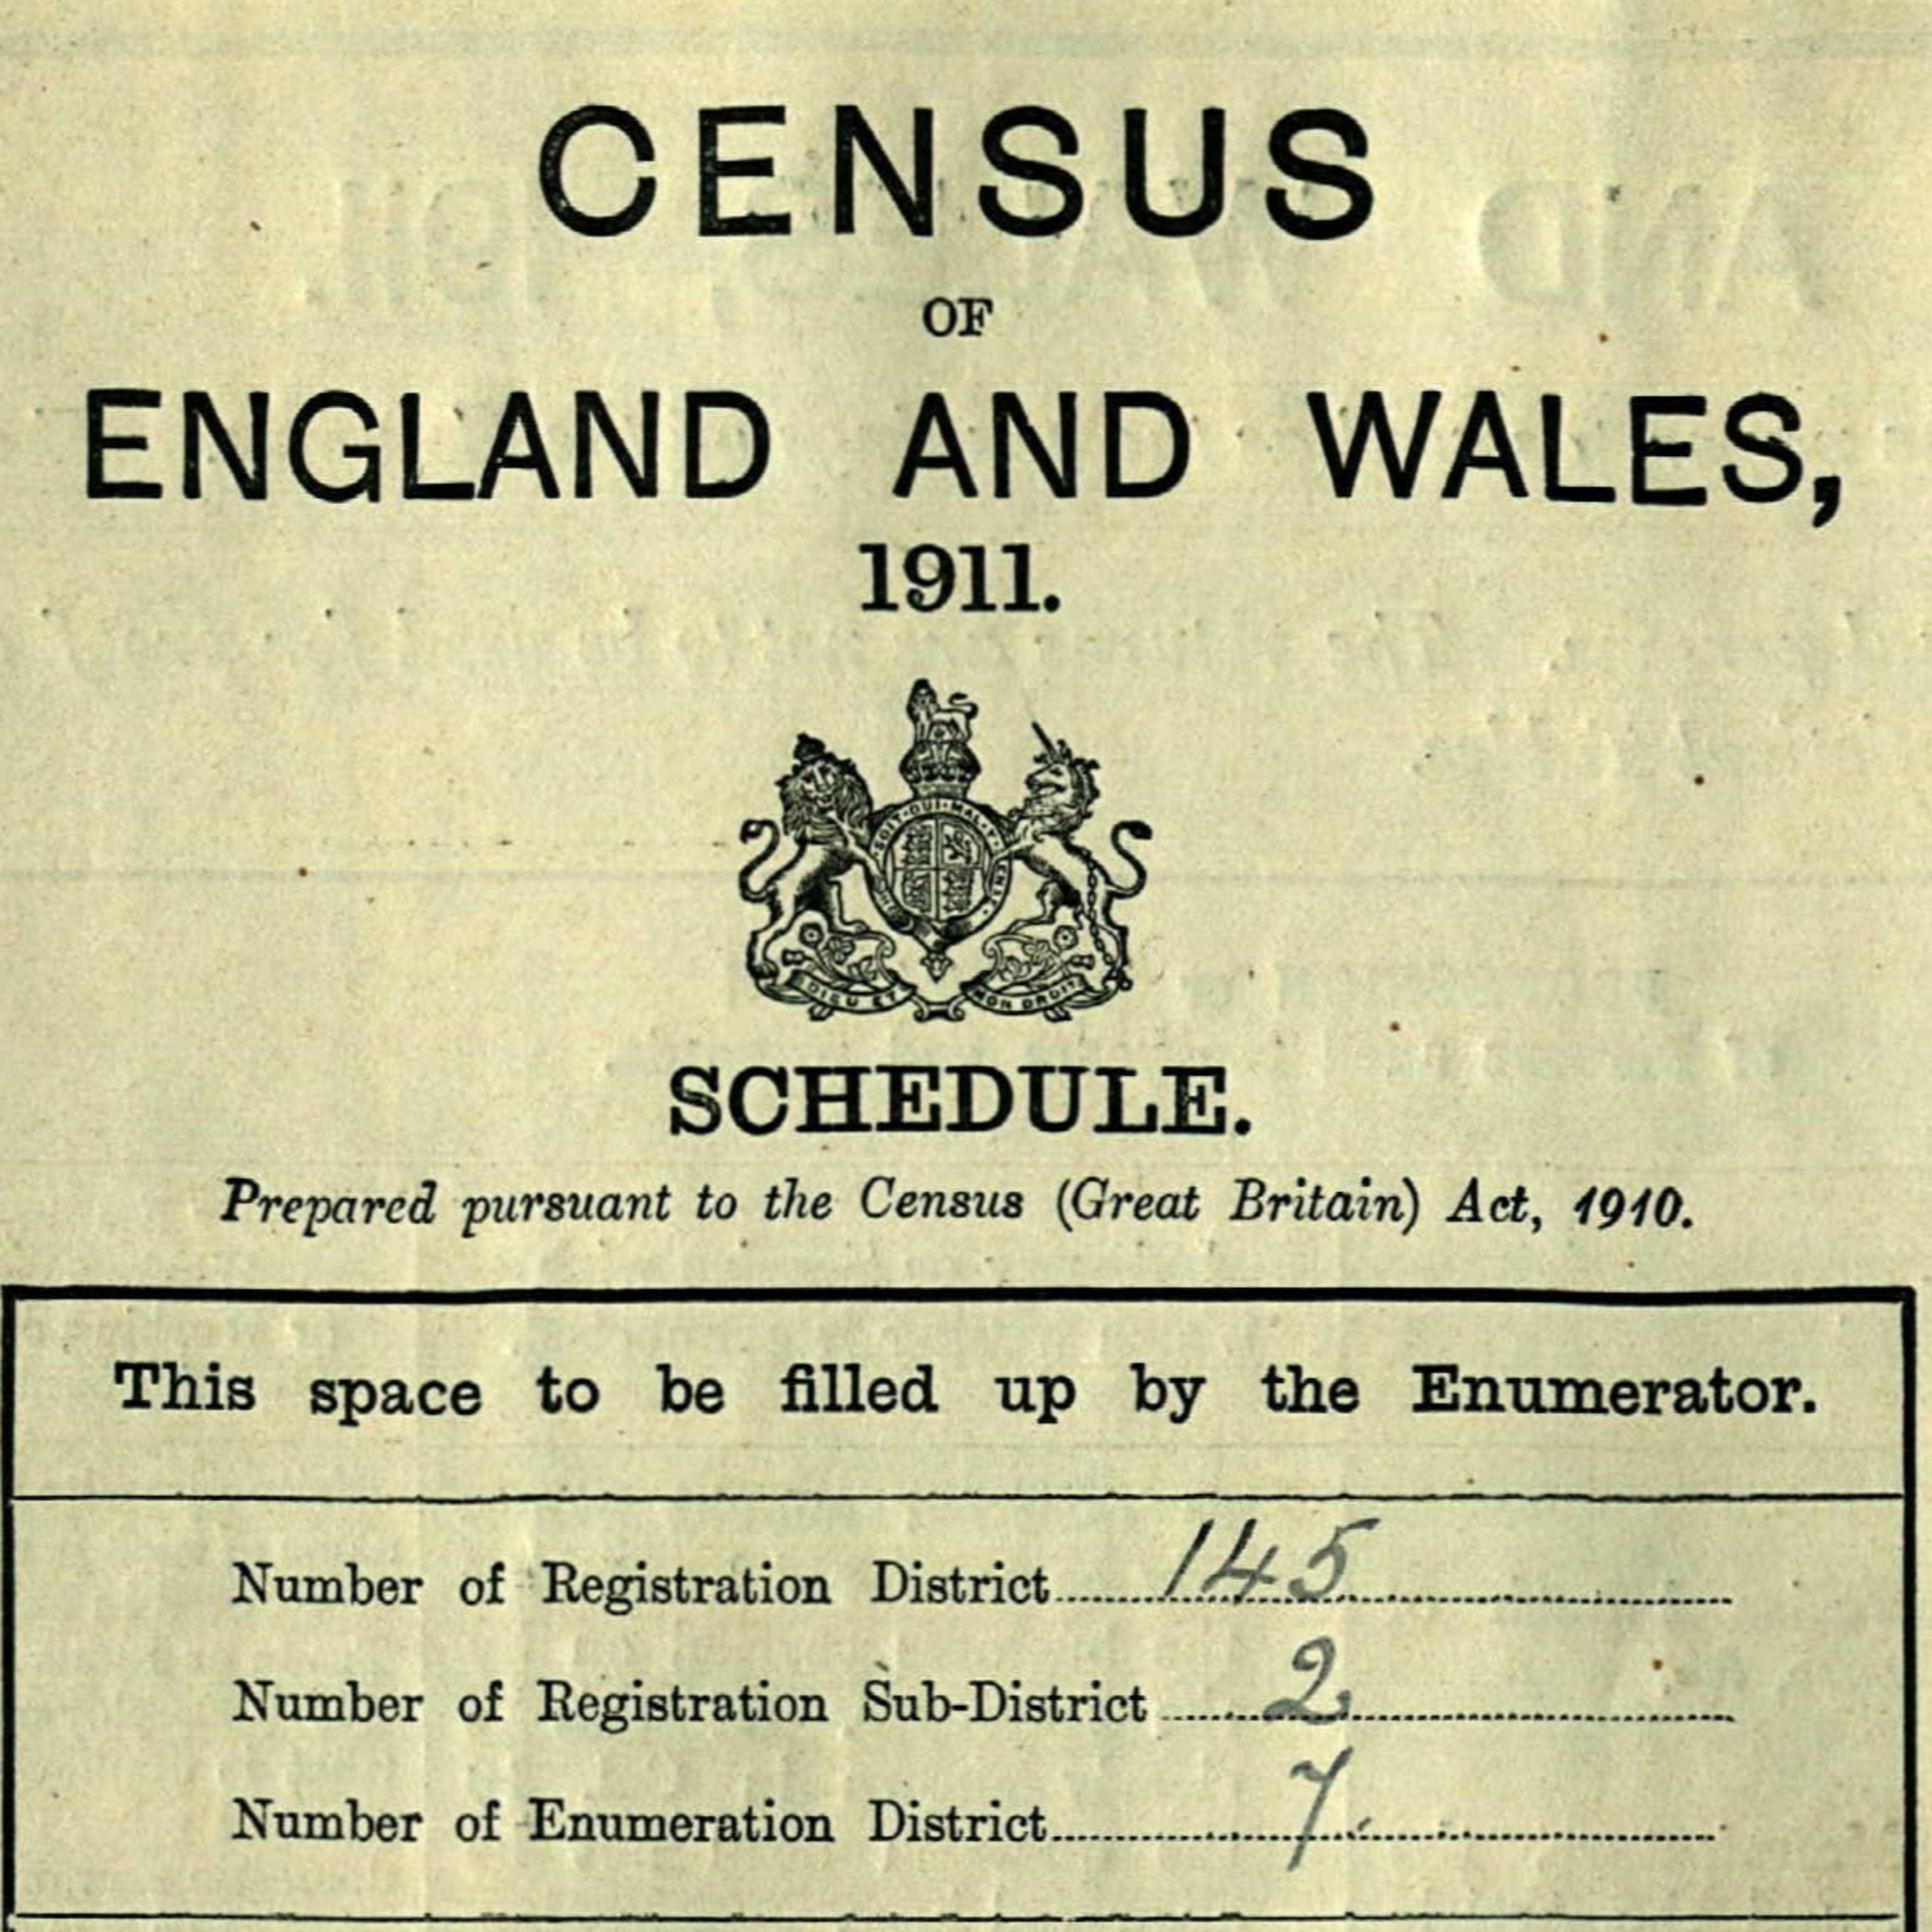 CENSUS
OF
ENGLAND AND WALES,
1911.
SCHEDULE.
Prepared pursuant to the Census (Great Britain) Act, 1910.
This space to be filled up by the Enumerator.
Number of Registration District 145
Number of Registration Sub-District 2
Number of Enumeration District 7